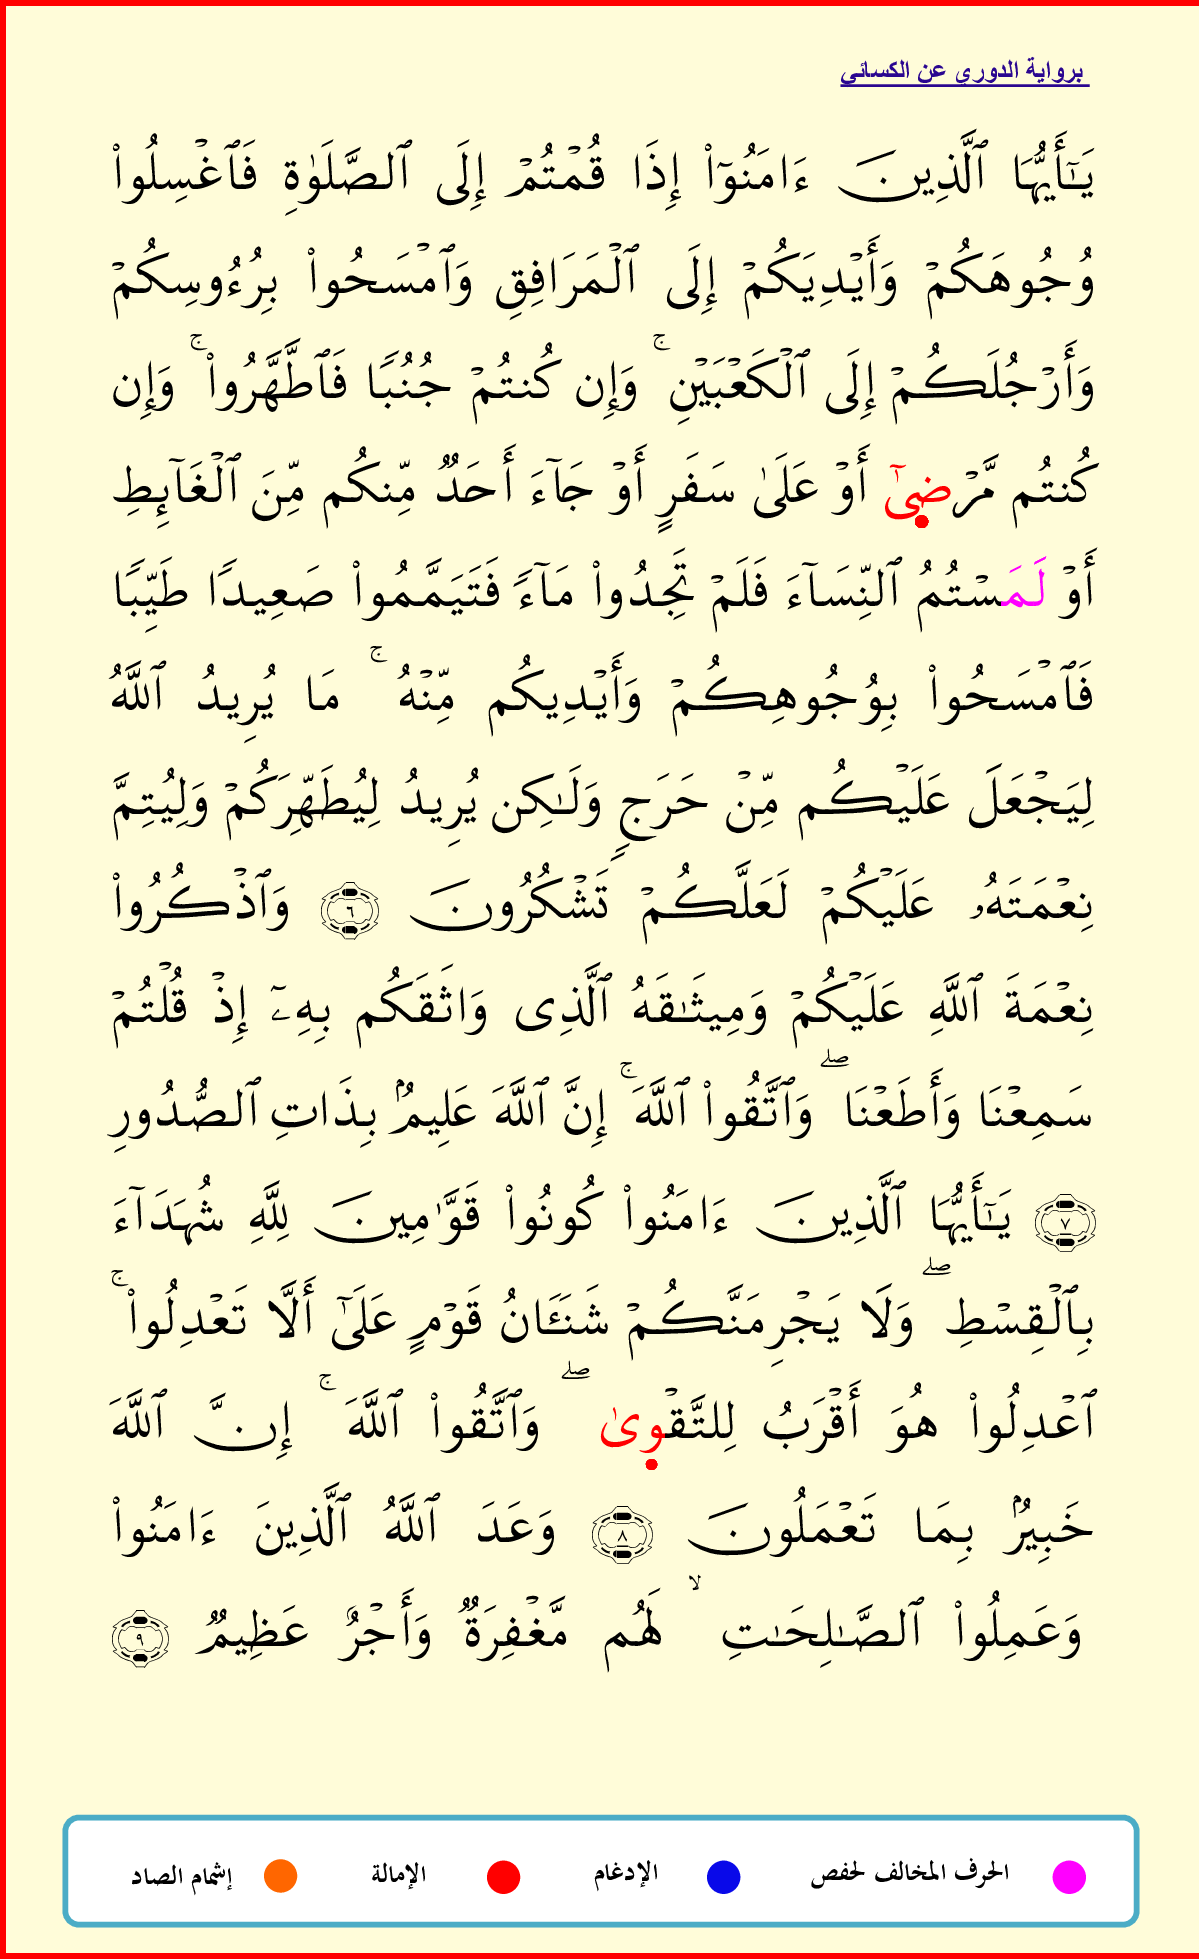 برواية الدوري عن الكسائي
يَـٰٓأَيُّهَا ٱلَّذِينَ ءَامَنُوٓا۟ إِذَا قُمْتُمْ إِلَى ٱلصَّلَوٰةِ فَٱغْسِلُوا۟
وُجُوهَكُمْ وَأَيْدِيَكُمْ إِلَى ٱلْمَرَافِقِ وَٱمْسَحُوا۟ بِرُءُوسِكُمْ
وَأَرْجُلَكُمْ إِلَى ٱلْكَعْبَيْنِ ۚ وَإِن كُنتُمْ جُنُبًا فَٱطَّهَّرُوا۟ ۚ وَإِن
كُنتُم مَّرْضِىٰٓ أَوْ عَلَىٰ سَفَرٍ أَوْ جَآءَ أَحَدٌ مِّنكُم مِّنَ ٱلْغَآئِطِ
أَوْ لَمَسْتُمُ ٱلنِّسَآءَ فَلَمْ تَجِدُوا۟ مَآءً فَتَيَمَّمُوا۟ صَعِيدًا طَيِّبًا
فَٱمْسَحُوا۟ بِوُجُوهِكُمْ وَأَيْدِيكُم مِّنْهُ ۚ مَا يُرِيدُ ٱللَّهُ
لِيَجْعَلَ عَلَيْكُم مِّنْ حَرَجٍ وَلَـٰكِن يُرِيدُ لِيُطَهِّرَكُمْ وَلِيُتِمَّ
نِعْمَتَهُۥ عَلَيْكُمْ لَعَلَّكُمْ تَشْكُرُونَ ٦ وَٱذْكُرُوا۟
نِعْمَةَ ٱللَّهِ عَلَيْكُمْ وَمِيثَـٰقَهُ ٱلَّذِى وَاثَقَكُم بِهِۦٓ إِذْ قُلْتُمْ
سَمِعْنَا وَأَطَعْنَا ۖ وَٱتَّقُوا۟ ٱللَّهَ ۚ إِنَّ ٱللَّهَ عَلِيمٌۢ بِذَاتِ ٱلصُّدُورِ
٧ يَـٰٓأَيُّهَا ٱلَّذِينَ ءَامَنُوا۟ كُونُوا۟ قَوَّٰمِينَ لِلَّهِ شُهَدَآءَ
بِٱلْقِسْطِ ۖ وَلَا يَجْرِمَنَّكُمْ شَنَـَٔانُ قَوْمٍ عَلَىٰٓ أَلَّا تَعْدِلُوا۟ ۚ
ٱعْدِلُوا۟ هُوَ أَقْرَبُ لِلتَّقْوِىٰ ۖ وَٱتَّقُوا۟ ٱللَّهَ ۚ إِنَّ ٱللَّهَ
خَبِيرٌۢ بِمَا تَعْمَلُونَ ٨ وَعَدَ ٱللَّهُ ٱلَّذِينَ ءَامَنُوا۟
وَعَمِلُوا۟ ٱلصَّـٰلِحَـٰتِ ۙ لَهُم مَّغْفِرَةٌ وَأَجْرٌ عَظِيمٌ ٩
الحرف المخالف لحفص الإدغام الإمالة إشمام الصاد